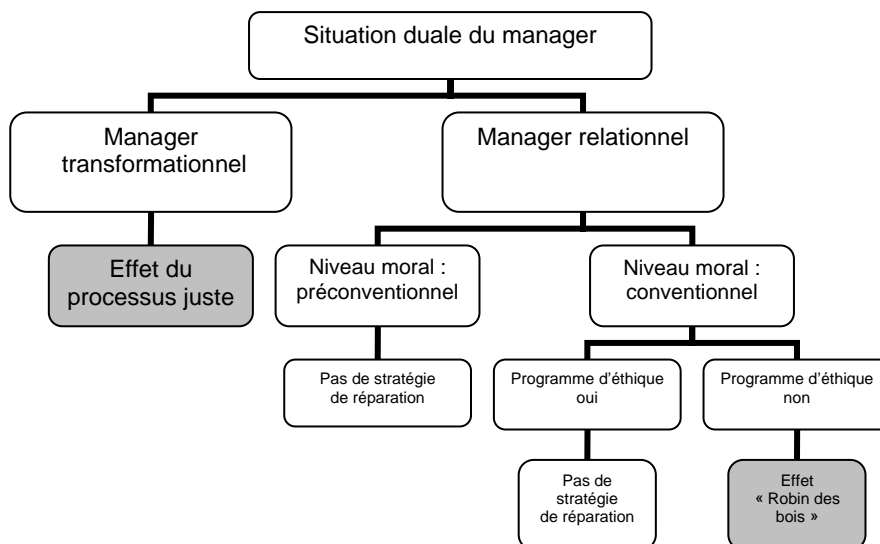 Situation duale du manager
Manager
transformationnel
Manager relationnel
Effet du
processus juste
Niveau moral :
préconventionnel
Niveau moral :
conventionnel
Pas de stratégie
de réparation
Programme d’éthique
oui
Programme d’éthique
non
Pas de
stratégie
de réparation
Effet
« Robin des
bois »